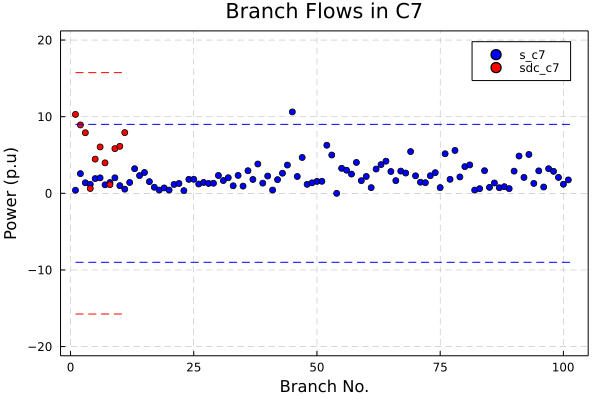 Branch Flows in C7
s_c7
sdc_c7
20
10
0
−10
−20
Power (p.u)
0 25 50 75 100
Branch No.